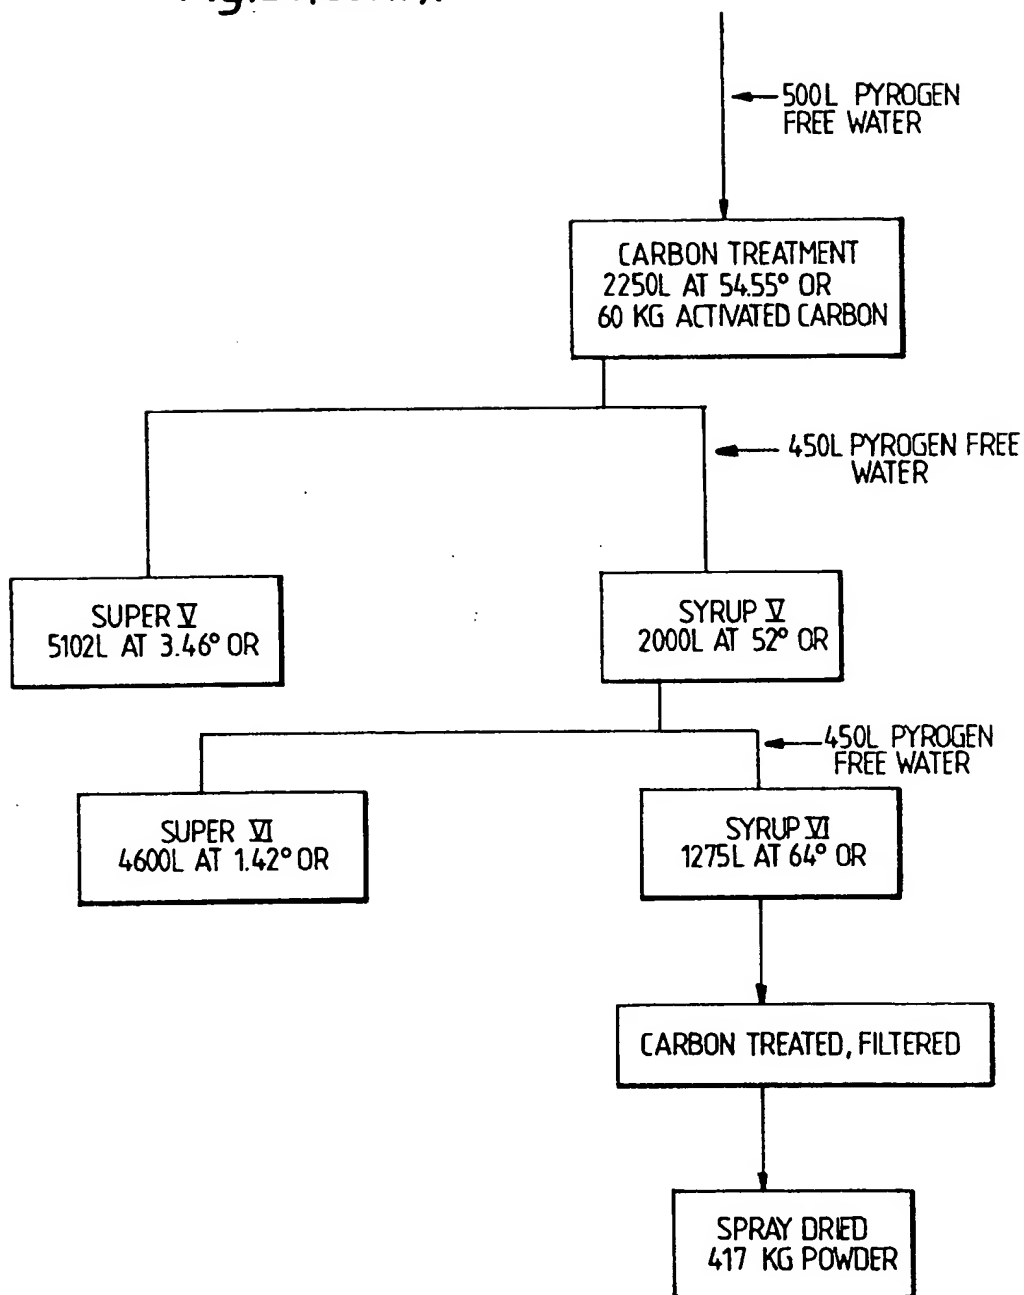 500L PYROGEN
FREE WATER
CARBON TREATMENT
2250L AT 54.55° OR
60 KG ACTIVATED CARBON
450L PYROGEN FREE
WATER
SUPER V
5102L AT 3.46° OR
SYRUP V
2000L AT 52° OR
450L PYROGEN
FREE WATER
SUPER VI
4600L AT 1.42° OR
SYRUP VI
1275L AT 64° OR
CARBON TREATED, FILTERED
SPRAY DRIED
417 KG POWDER